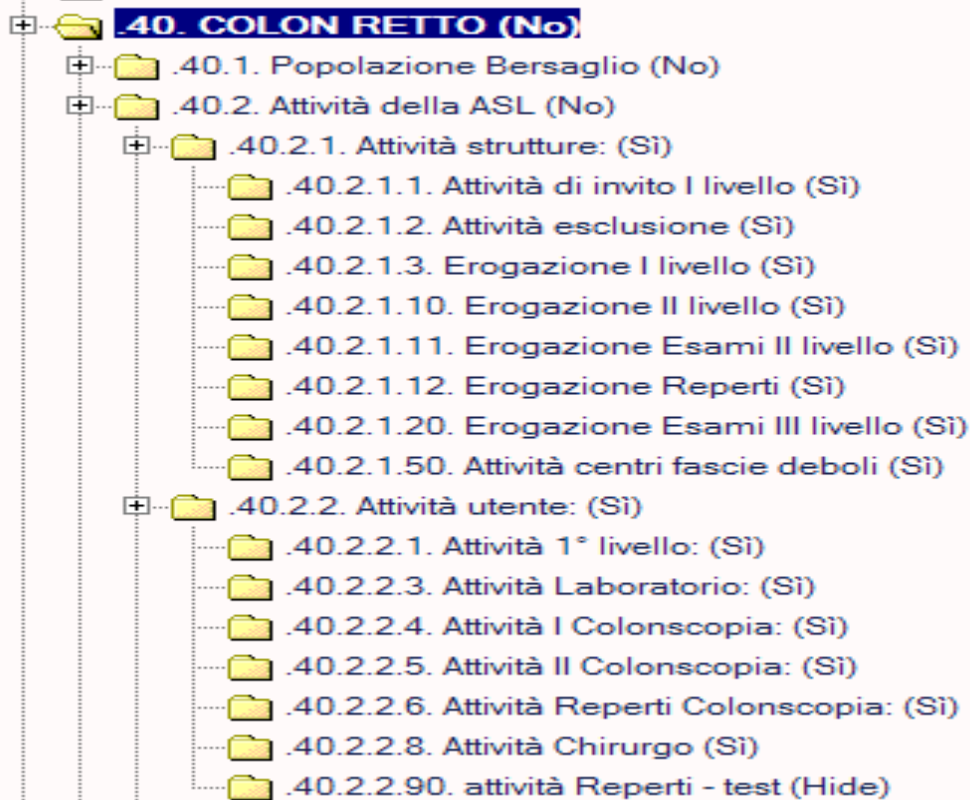 .40. COLON RETTO (No)
.40.1. Popolazione Bersaglio (No)
.40.2. Attività della ASL (No)
.40.2.1. Attività strutture: (Sì)
.40.2.1.1. Attività di invito I livello (Sì)
.40.2.1.2. Attività esclusione (Sì)
.40.2.1.3. Erogazione I livello (Sì)
.40.2.1.10. Erogazione II livello (Sì)
.40.2.1.11. Erogazione Esami II livello (Sì)
.40.2.1.12. Erogazione Reperti (Sì)
.40.2.1.20. Erogazione Esami III livello (Sì)
.40.2.1.50. Attività centri fascie deboli (Sì)
.40.2.2. Attività utente: (Sì)
.40.2.2.1. Attività 1° livello: (Sì)
.40.2.2.3. Attività Laboratorio: (Sì)
.40.2.2.4. Attività I Colonscopia: (Sì)
.40.2.2.5. Attività II Colonscopia: (Sì)
.40.2.2.6. Attività Reperti Colonscopia: (Sì)
.40.2.2.8. Attività Chirurgo (Sì)
.40.2.2.90. attività Reperti - test (Hide)